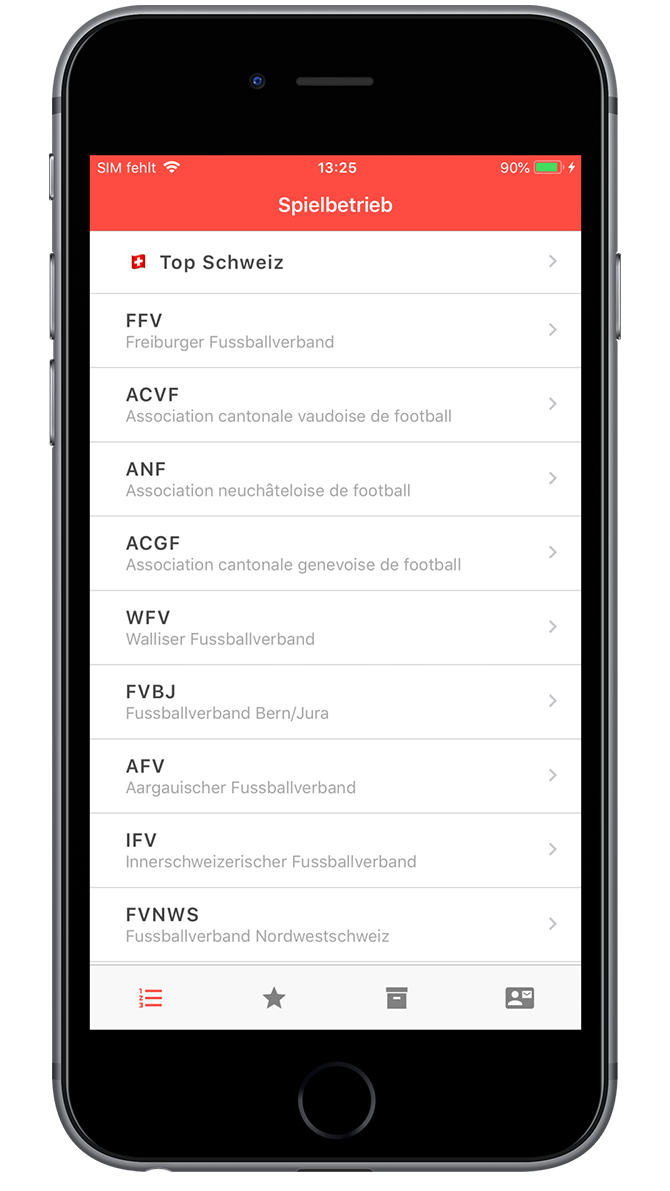 SIM fehlt 13:25 90%
Spielbetrieb
Top Schweiz
FFV
Freiburger Fussballverband
ACVF
Association cantonale vaudoise de football
ANF
Association neuchâteloise de football
ACGF
Association cantonale genevoise de football
WFV
Walliser Fussballverband
FVBJ
Fussballverband Bern/Jura
AFV
Aargauischer Fussballverband
IFV
Innerschweizerischer Fussballverband
FVNWS
Fussballverband Nordwestschweiz